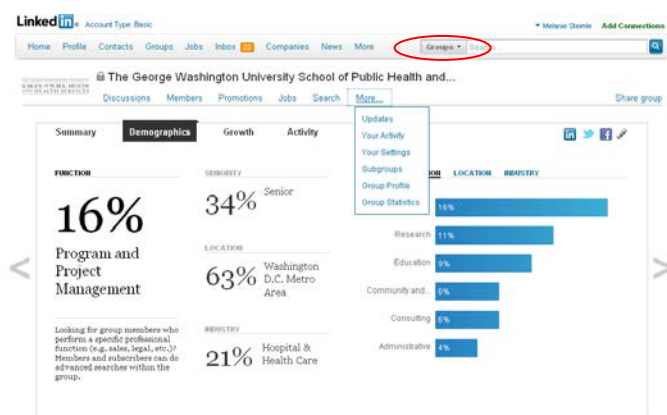 Linked in Account Type: Basic
Melanie Steinle Add Connections
Home Profile Contacts Groups Jobs Inbox Companies News More Groups Search...
The George Washington University School of Public Health and...
Discussions Members Promotions Jobs Search More... Share group
Updates
Your Activity
Your Settings
Subgroups
Group Profile
Group Statistics
Summary Demographics Growth Activity
FUNCTION
16%
Program and
Project
Management
Looking for group members who
perform a specific professional
function (e.g. sales, legal, etc.)?
Members and subscribers can do
advanced searches within the
group.
SENIORITY
34% Senior
LOCATION
63% Washington
D.C. Metro
Area
INDUSTRY
21% Hospital &
Health Care
LOCATION INDUSTRY
16%
Research 11%
Education 9%
Community and... 6%
Consulting 6%
Administrative 4%